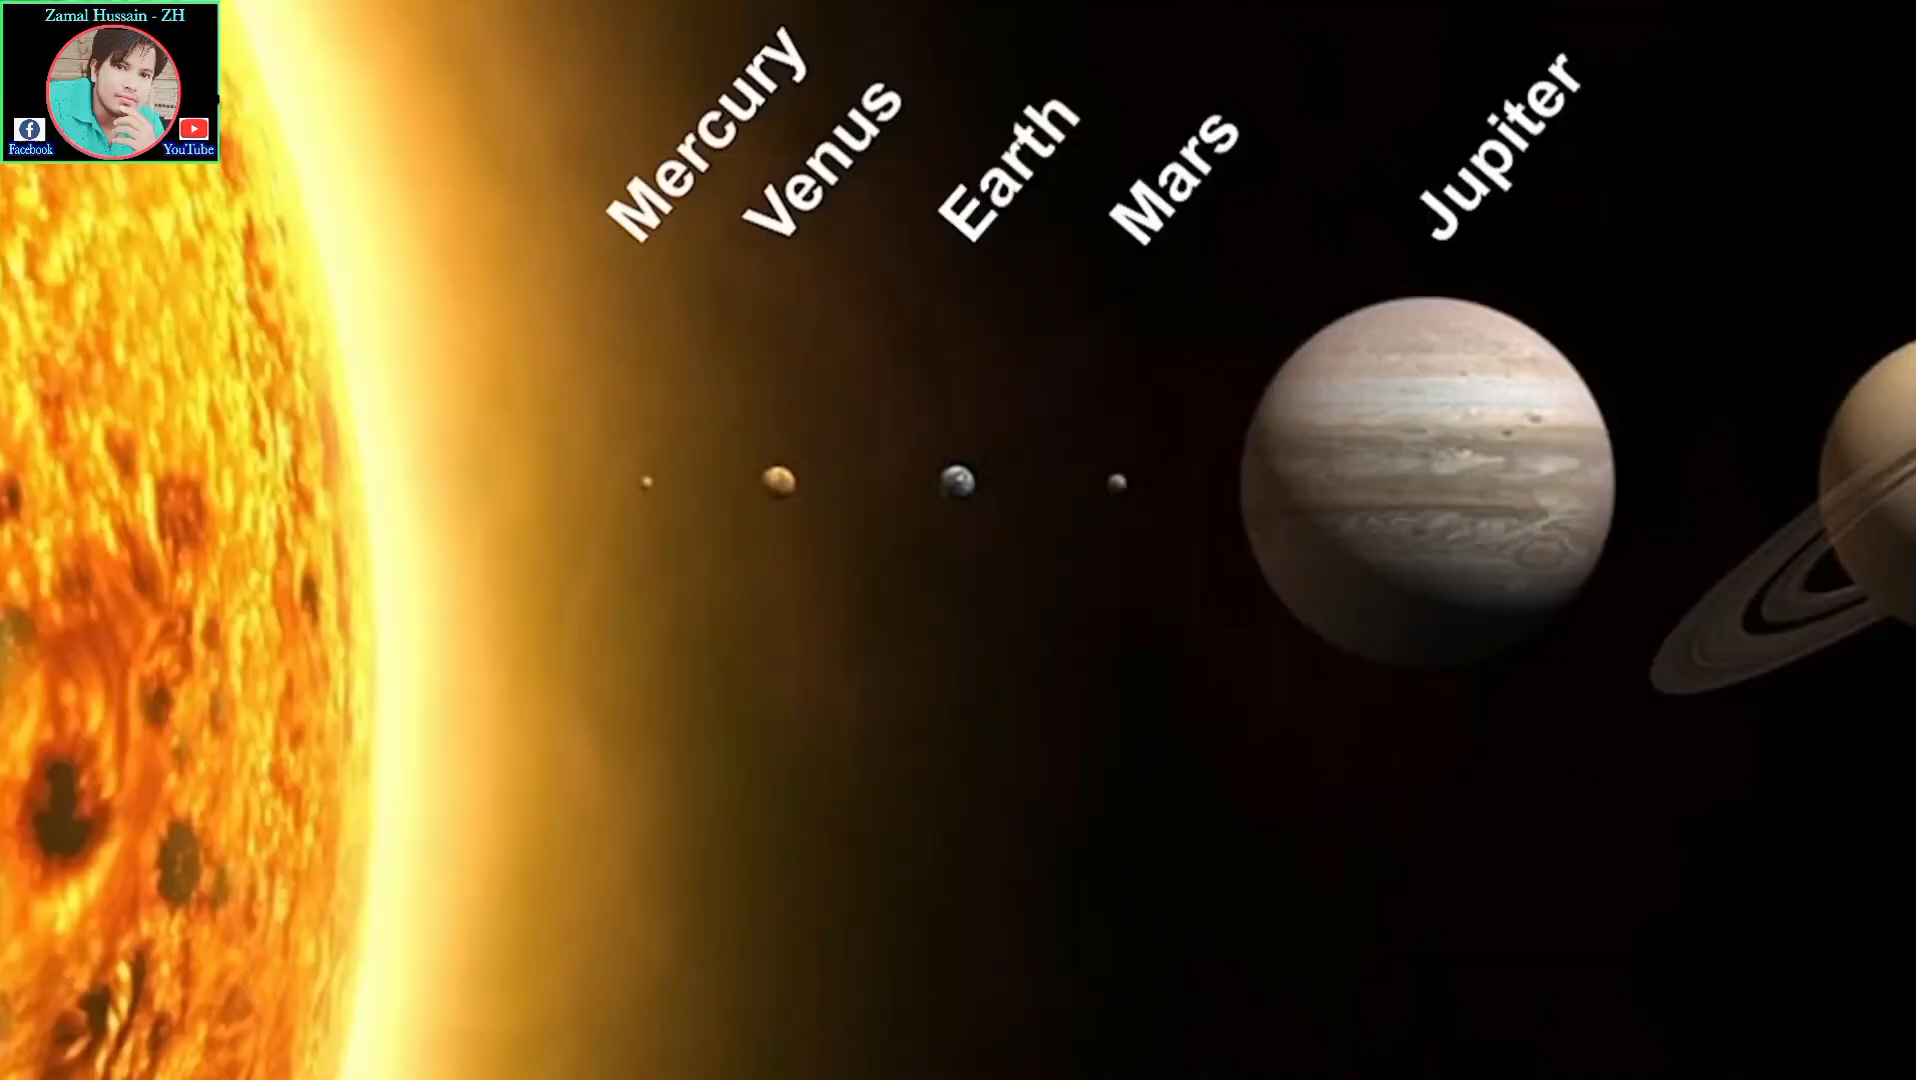 Zamal Hussain - ZH
Facebook
YouTube
Mercury
Venus
Earth
Mars
Jupiter